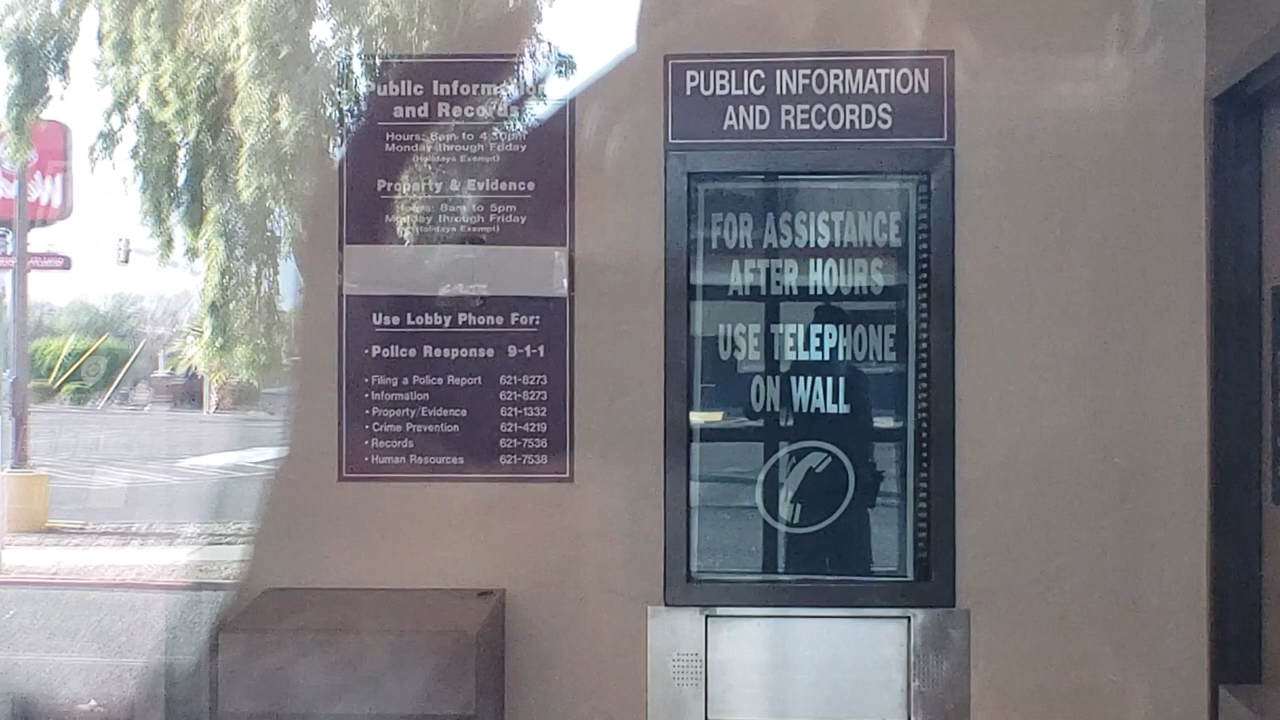 Public Information
and Records
Hours: 8am to 4:30pm
Monday through Friday
(Holidays Exempt)
Property & Evidence
Hours: 8am to 5pm
Monday through Friday
(Holidays Exempt)
Use Lobby Phone For:
• Police Response 9-1-1
• Filing a Police Report 621-8273
• Information 621-8273
• Property/Evidence 621-1332
• Crime Prevention 621-4219
• Records 621-7536
• Human Resources 621-7538
PUBLIC INFORMATION
AND RECORDS
FOR ASSISTANCE
AFTER HOURS
USE TELEPHONE
ON WALL